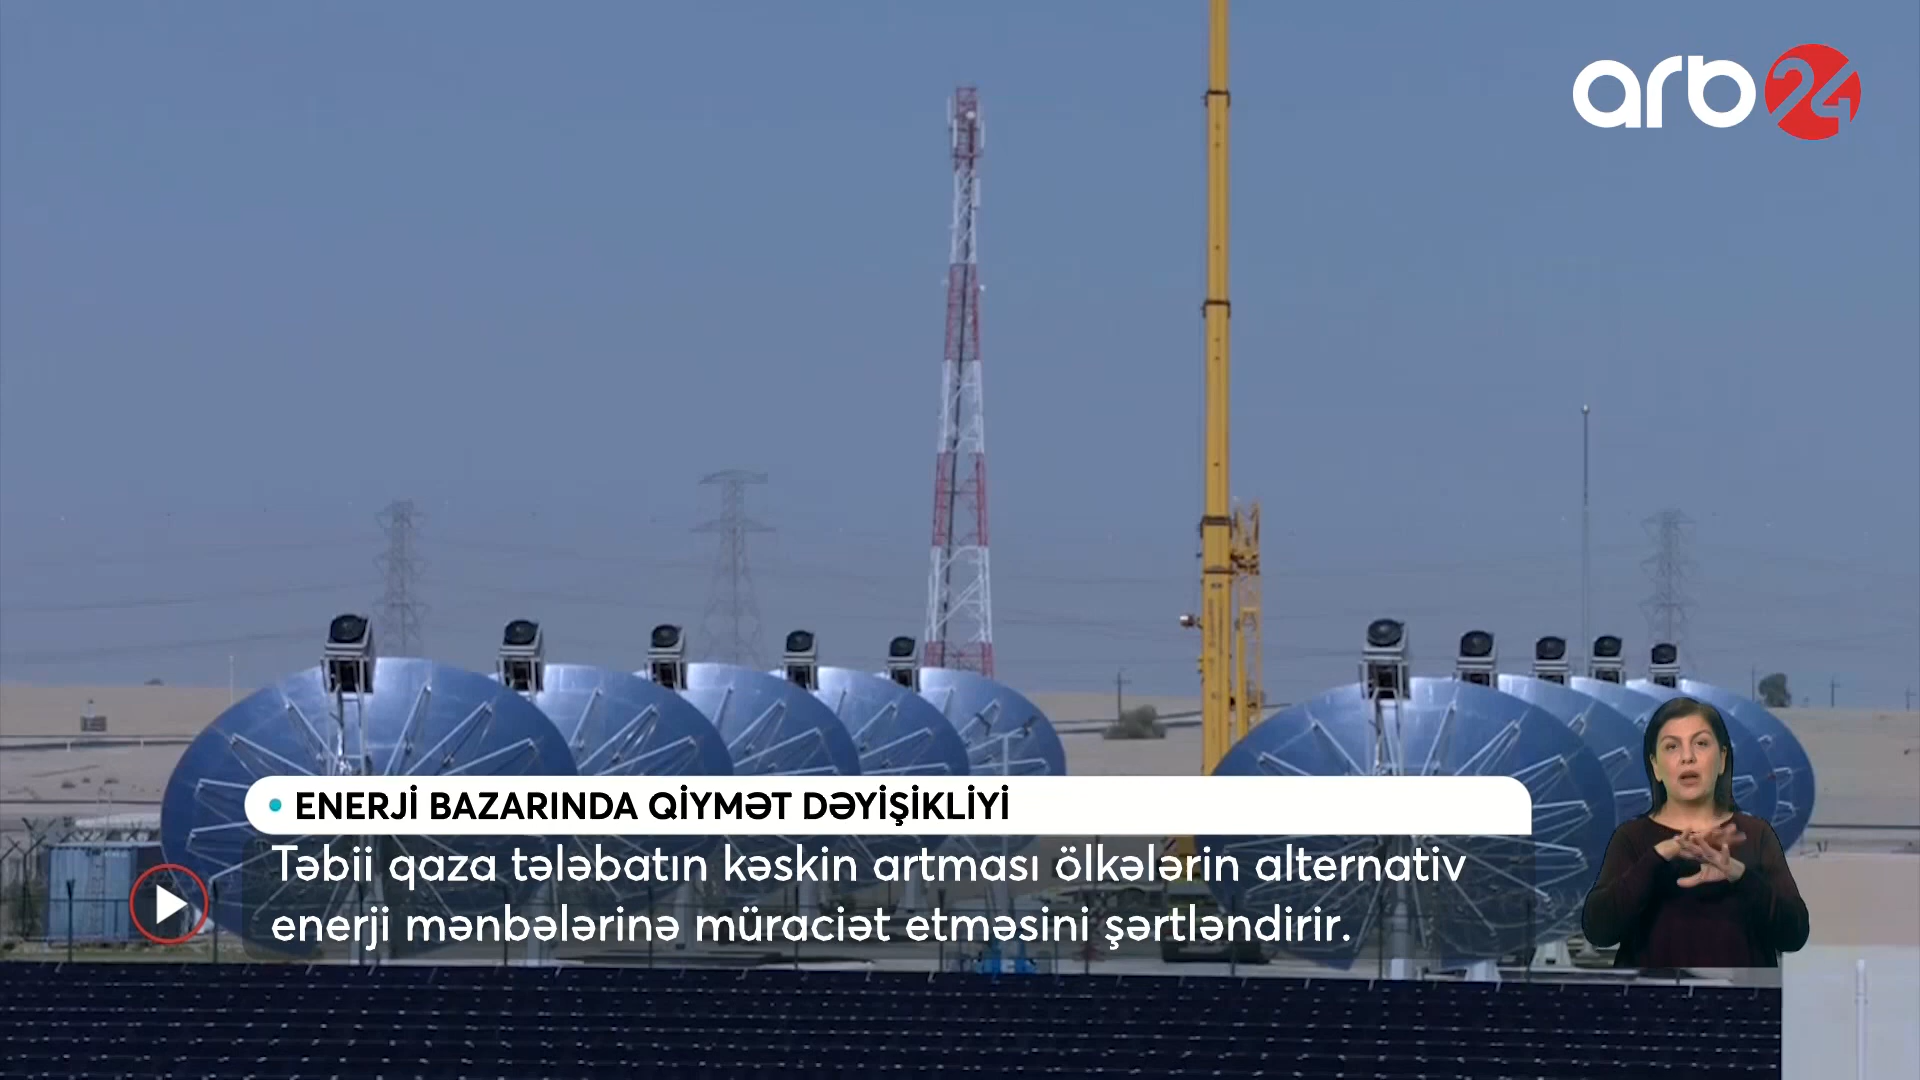 arb24
ENERJİ BAZARINDA QİYMƏT DƏYİŞİKLİYİ
Təbii qaza tələbatın kəskin artması ölkələrin alternativ
enerji mənbələrinə müraciət etməsini şərtləndirir.